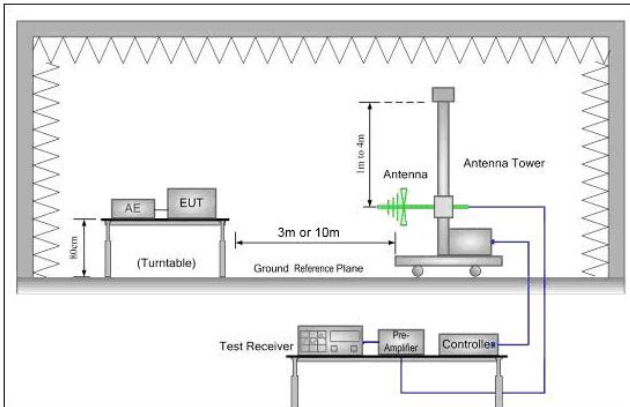 1m to 4m
Antenna
Antenna Tower
AE
EUT
80cm
(Turntable)
3m or 10m
Ground Reference Plane
Test Receiver
Pre-
Amplifier
Controller